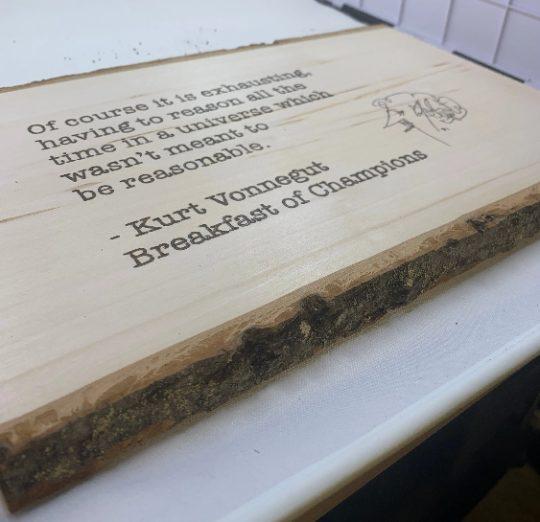 Of course it is exhausting,
having to reason all the
time in a universe which
wasn't meant to
be reasonable.
- Kurt Vonnegut
Breakfast of Champions